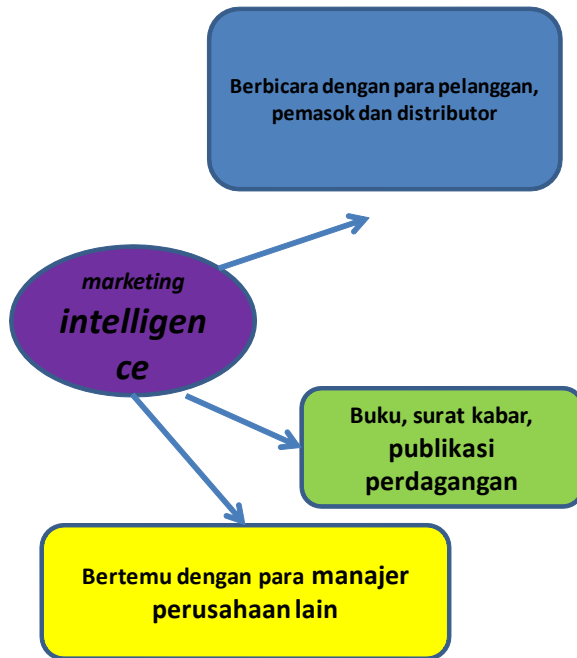 Berbicara dengan para pelanggan,
pemasok dan distributor
marketing
intelligen
ce
Buku, surat kabar,
publikasi
perdagangan
Bertemu dengan para manajer
perusahaan lain